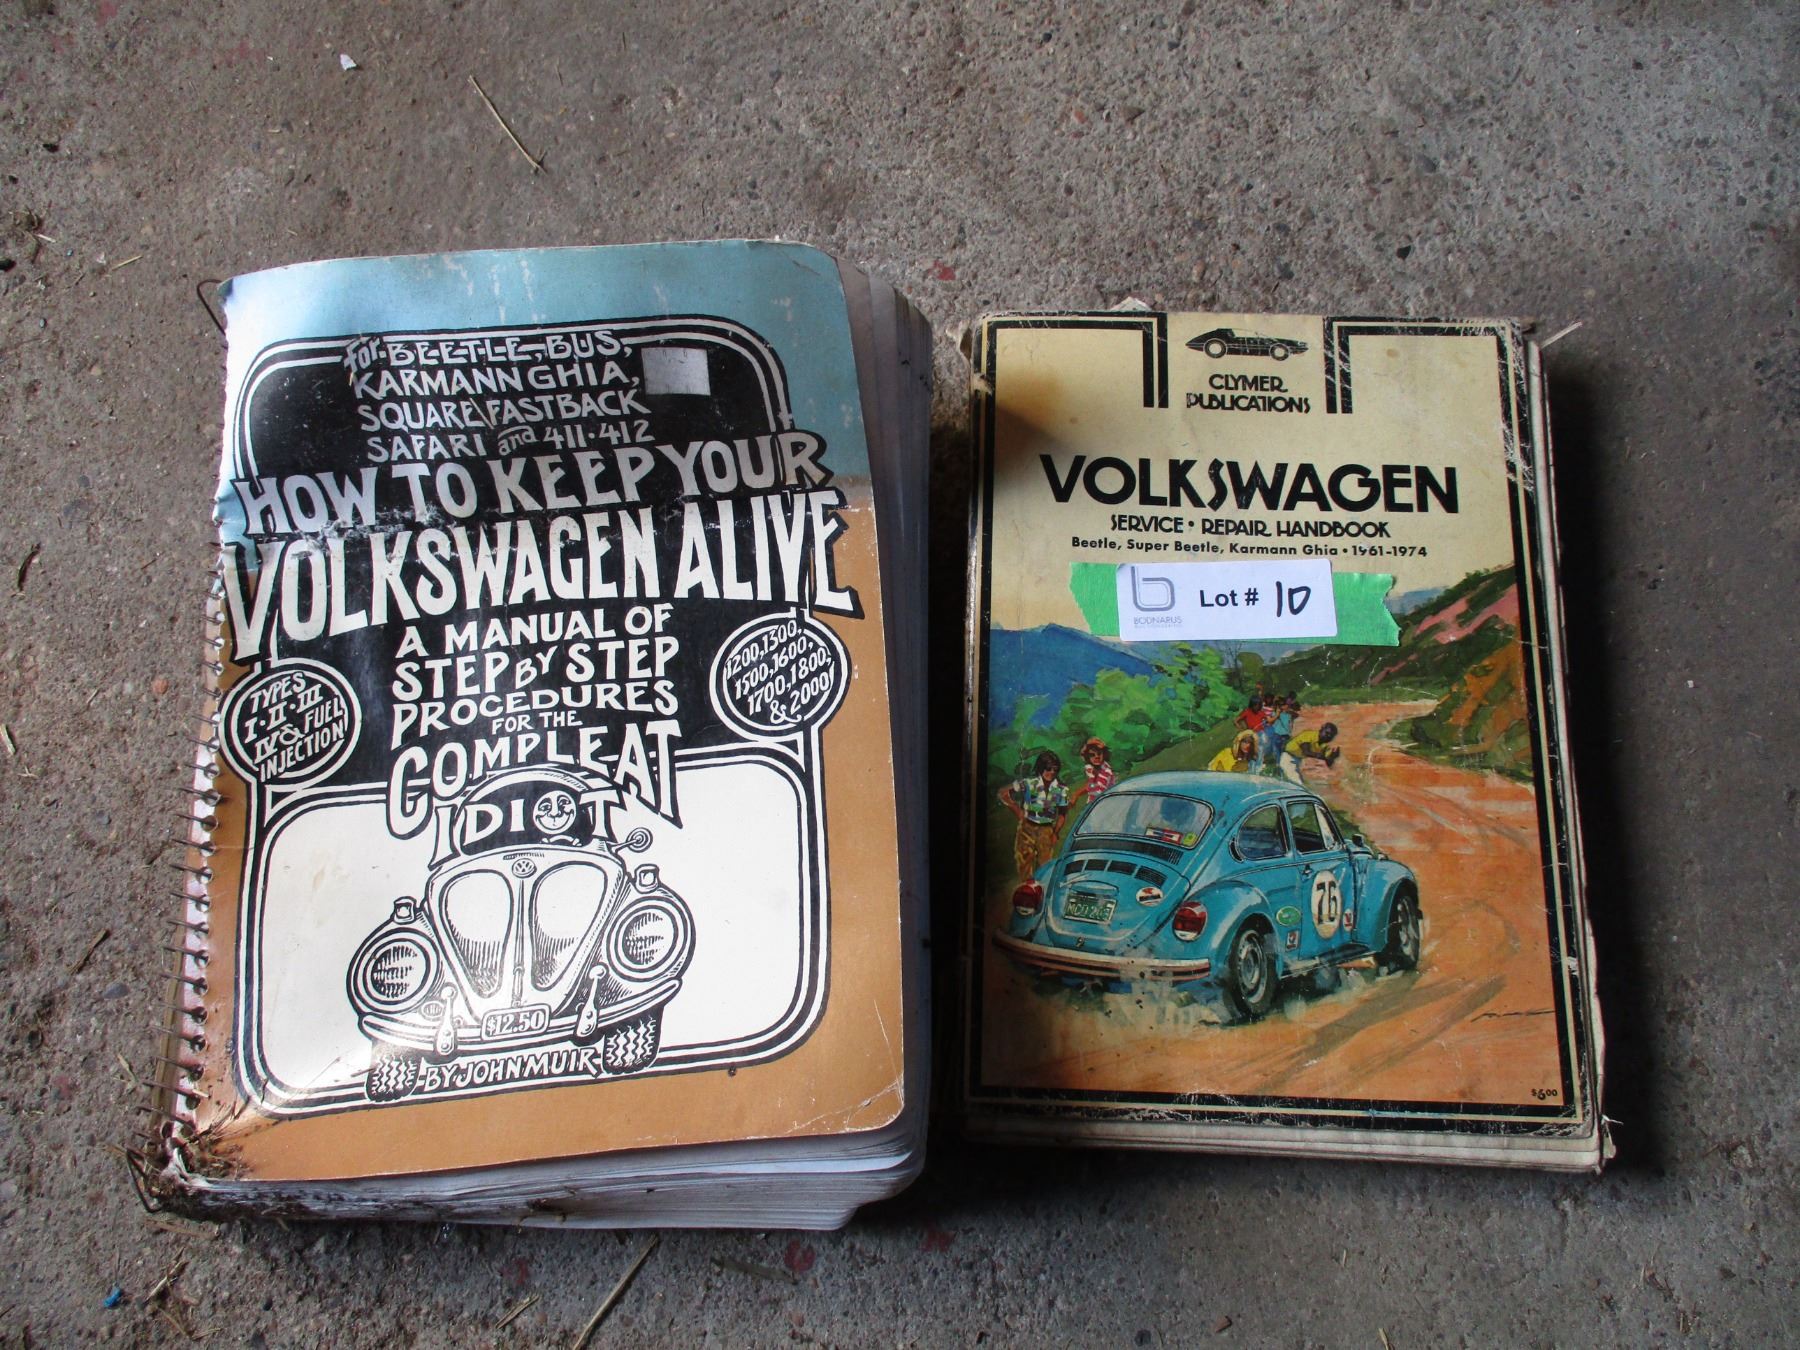 for BEETLE, BUS,
KARMANN GHIA,
SQUARE\FASTBACK
SAFARI and 411·412
HOW TO KEEP YOUR
VOLKSWAGEN ALIVE
A MANUAL OF
STEP BY STEP
PROCEDURES
FOR THE
COMPLEAT
IDIOT
TYPES
I·II·III
IV & FUEL
INJECTION!
1200, 1300,
1500, 1600,
1700, 1800,
& 2000!
$12.50
BY JOHN MUIR
CLYMER
PUBLICATIONS
VOLKSWAGEN
SERVICE • REPAIR HANDBOOK
Beetle, Super Beetle, Karmann Ghia • 1961-1974
b
BODNARUS
Lot # 10
76
$6.00